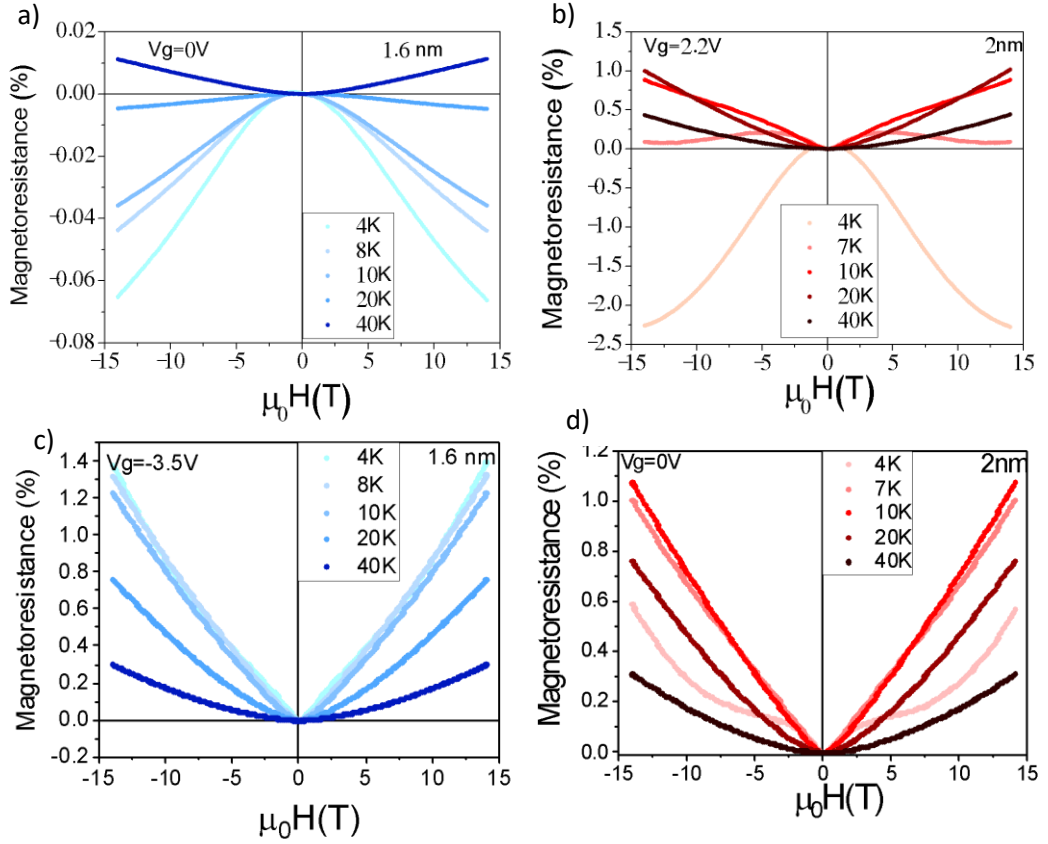 a)
Vg=0V
1.6 nm
Magnetoresistance (%)
0.02
0.00
−0.02
−0.04
−0.06
−0.08
4K
8K
10K
20K
40K
−15
−10
−5
0
5
10
15
μ₀H(T)
b)
Vg=2.2V
2nm
Magnetoresistance (%)
1.0
0.5
0.0
−0.5
−1.0
−1.5
−2.0
−2.5
4K
7K
10K
20K
40K
−15
−10
−5
0
5
10
15
μ₀H(T)
c)
Vg=-3.5V
1.6 nm
Magnetoresistance (%)
1.4
1.2
1.0
0.8
0.6
0.4
0.2
0.0
-0.2
4K
8K
10K
20K
40K
-15
-10
-5
0
5
10
15
μ₀H(T)
d)
Vg=0V
2nm
Magnetoresistance (%)
1.2
1.0
0.8
0.6
0.4
0.2
0.0
4K
7K
10K
20K
40K
-15
-10
-5
0
5
10
15
μ₀H(T)